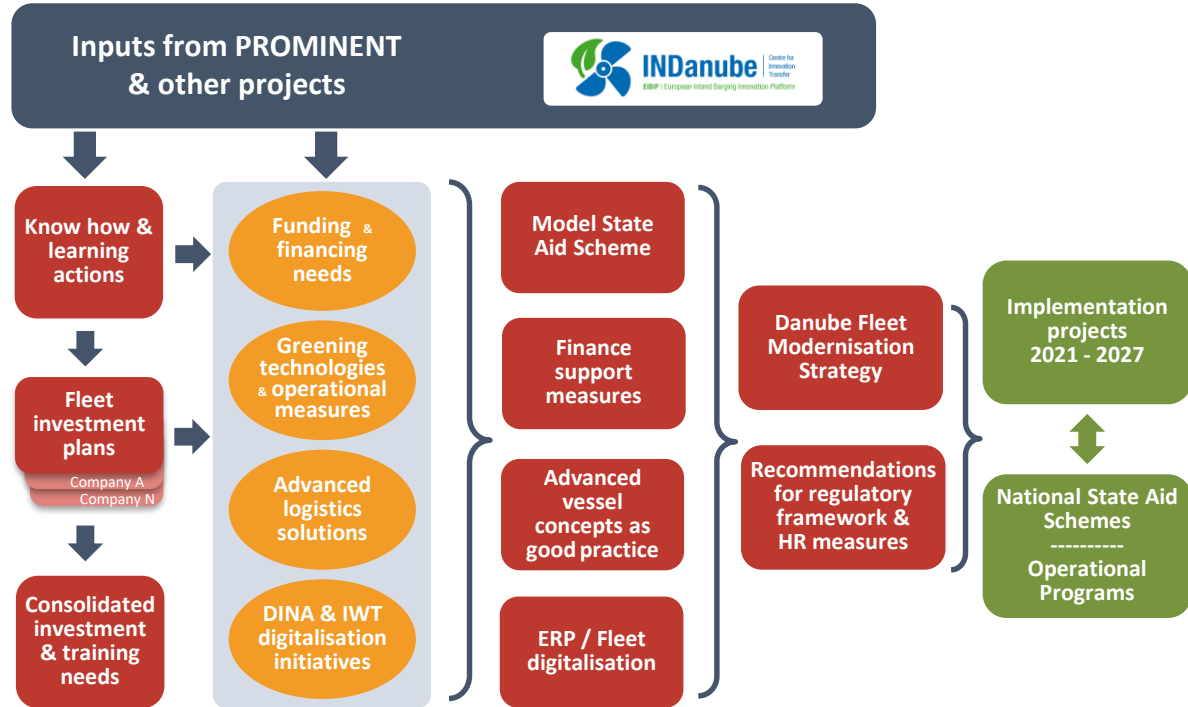 Inputs from PROMINENT
& other projects
INDanube
Centre for
Innovation
Transfer
EIBIP / European Inland Barging Innovation Platform
Know how &
learning
actions
Fleet
investment
plans
Company A
Company N
Consolidated
investment
& training
needs
Funding &
financing
needs
Greening
technologies
& operational
measures
Advanced
logistics
solutions
DINA & IWT
digitalisation
initiatives
Model State
Aid Scheme
Finance
support
measures
Advanced
vessel
concepts as
good practice
ERP / Fleet
digitalisation
Danube Fleet
Modernisation
Strategy
Recommendations
for regulatory
framework &
HR measures
Implementation
projects
2021 - 2027
National State Aid
Schemes
----------
Operational
Programs